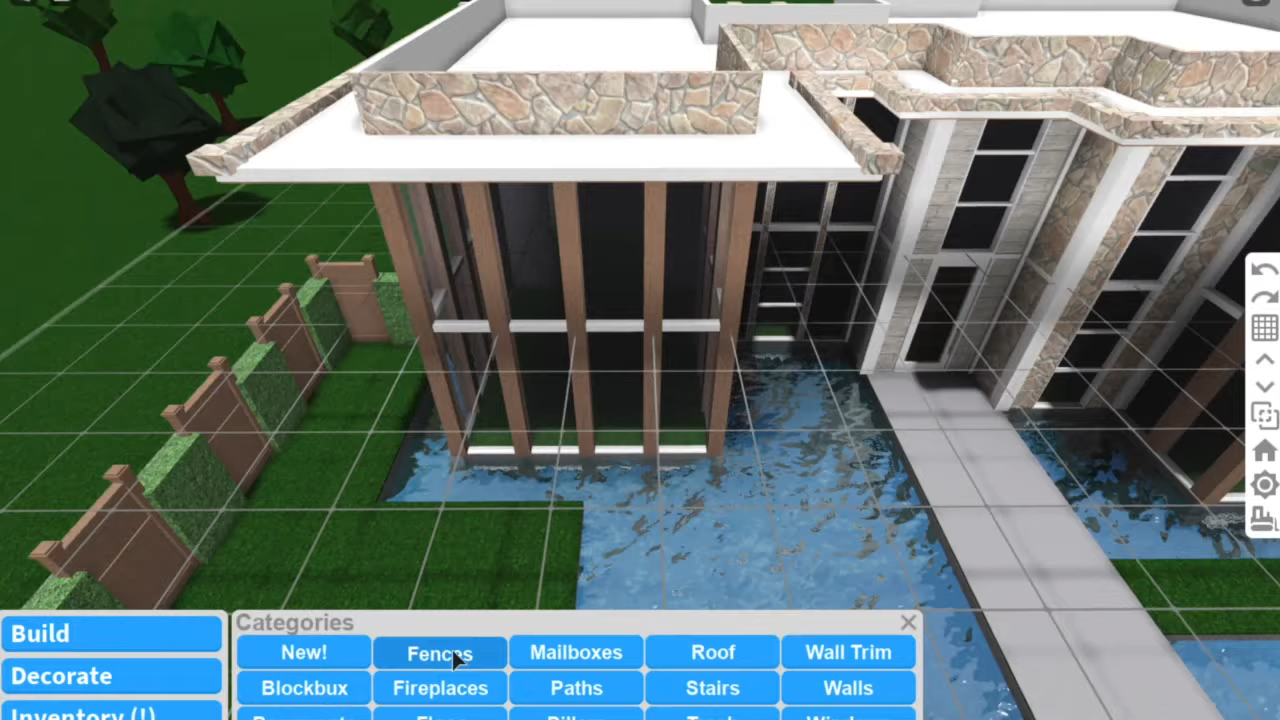 Build
Decorate
Inventory (!)
Categories
New!
Fences
Mailboxes
Roof
Wall Trim
Blockbux
Fireplaces
Paths
Stairs
Walls